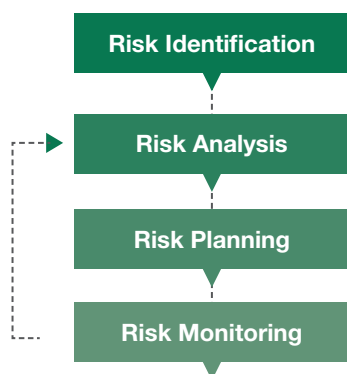 Risk Identification
Risk Analysis
Risk Planning
Risk Monitoring